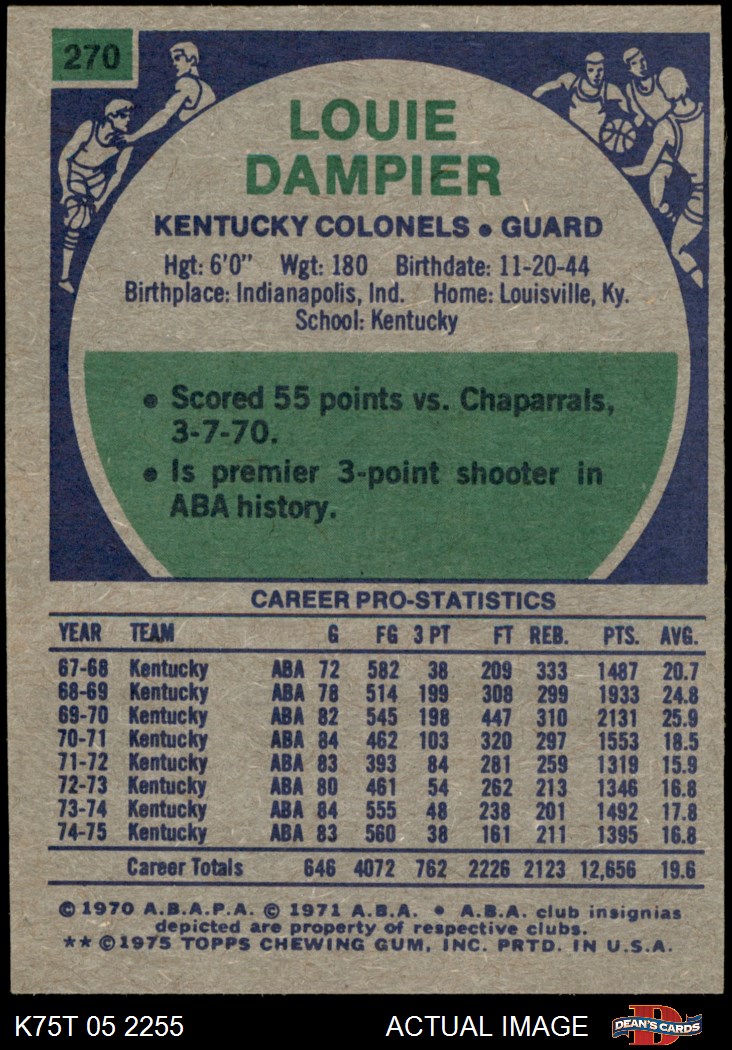 270
LOUIE
DAMPIER
KENTUCKY COLONELS • GUARD
Hgt: 6'0" Wgt: 180 Birthdate: 11-20-44
Birthplace: Indianapolis, Ind. Home: Louisville, Ky.
School: Kentucky
• Scored 55 points vs. Chaparrals,
3-7-70.
• Is premier 3-point shooter in
ABA history.
CAREER PRO-STATISTICS
YEAR TEAM G FG 3 PT FT REB. PTS. AVG.
67-68 Kentucky ABA 72 582 38 209 333 1487 20.7
68-69 Kentucky ABA 78 514 199 308 299 1933 24.8
69-70 Kentucky ABA 82 545 198 447 310 2131 25.9
70-71 Kentucky ABA 84 462 103 320 297 1553 18.5
71-72 Kentucky ABA 83 393 84 281 259 1319 15.9
72-73 Kentucky ABA 80 461 54 262 213 1346 16.8
73-74 Kentucky ABA 84 555 48 238 201 1492 17.8
74-75 Kentucky ABA 83 560 38 161 211 1395 16.8
Career Totals 646 4072 762 2226 2123 12,656 19.6
© 1970 A.B.A.P.A. © 1971 A.B.A. • A.B.A. club insignias
depicted are property of respective clubs.
** © 1975 TOPPS CHEWING GUM, INC. PRTD. IN U.S.A.
K75T 05 2255 ACTUAL IMAGE D DEAN'S CARDS